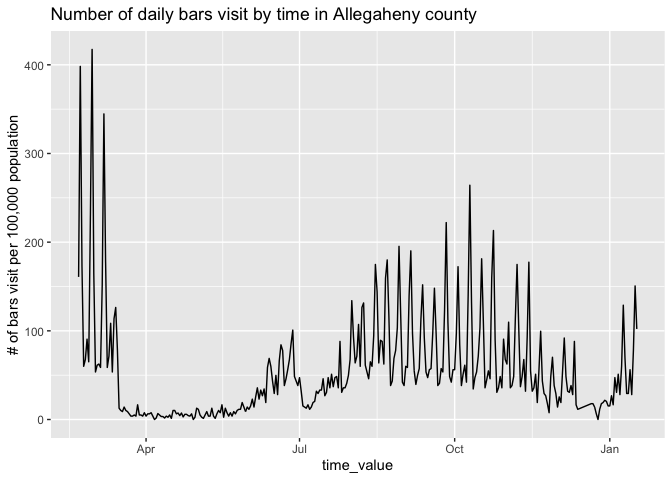 Number of daily bars visit by time in Allegaheny county
400
300
200
100
0
# of bars visit per 100,000 population
Apr
Jul
Oct
Jan
time_value